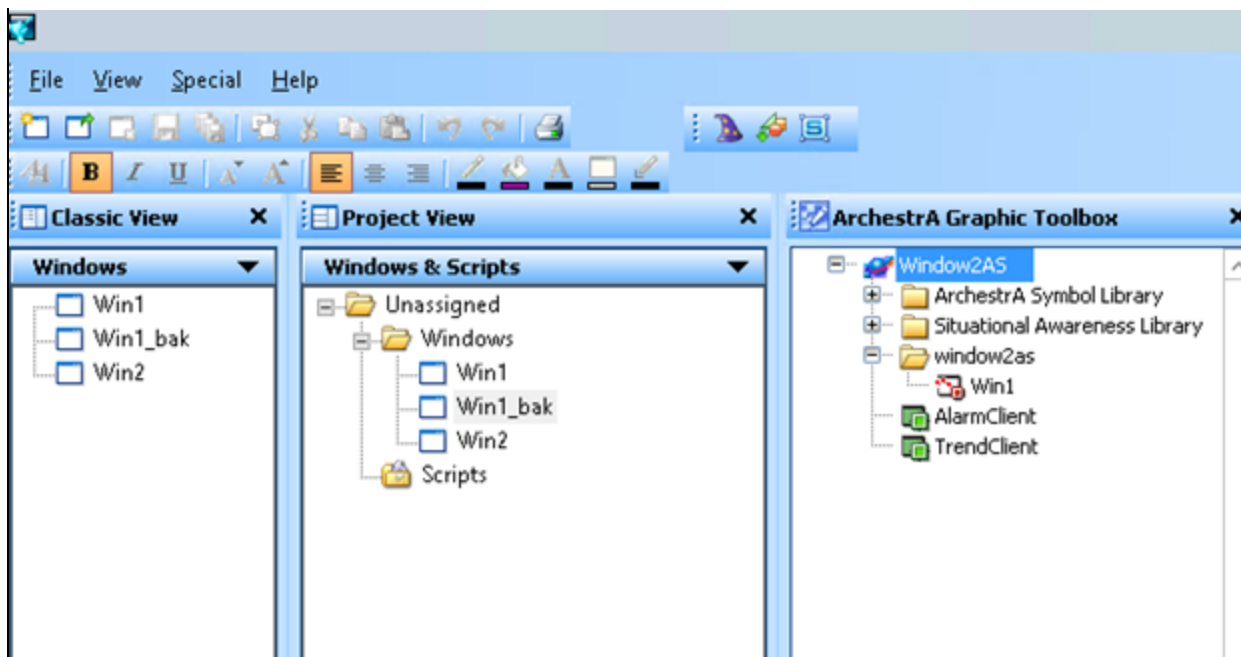 File View Special Help
B I U A A A
S
Classic View
Project View
ArchestrA Graphic Toolbox
Windows
Win1
Win1_bak
Win2
Windows & Scripts
Unassigned
Windows
Win1
Win1_bak
Win2
Scripts
Window2AS
ArchestrA Symbol Library
Situational Awareness Library
window2as
Win1
AlarmClient
TrendClient